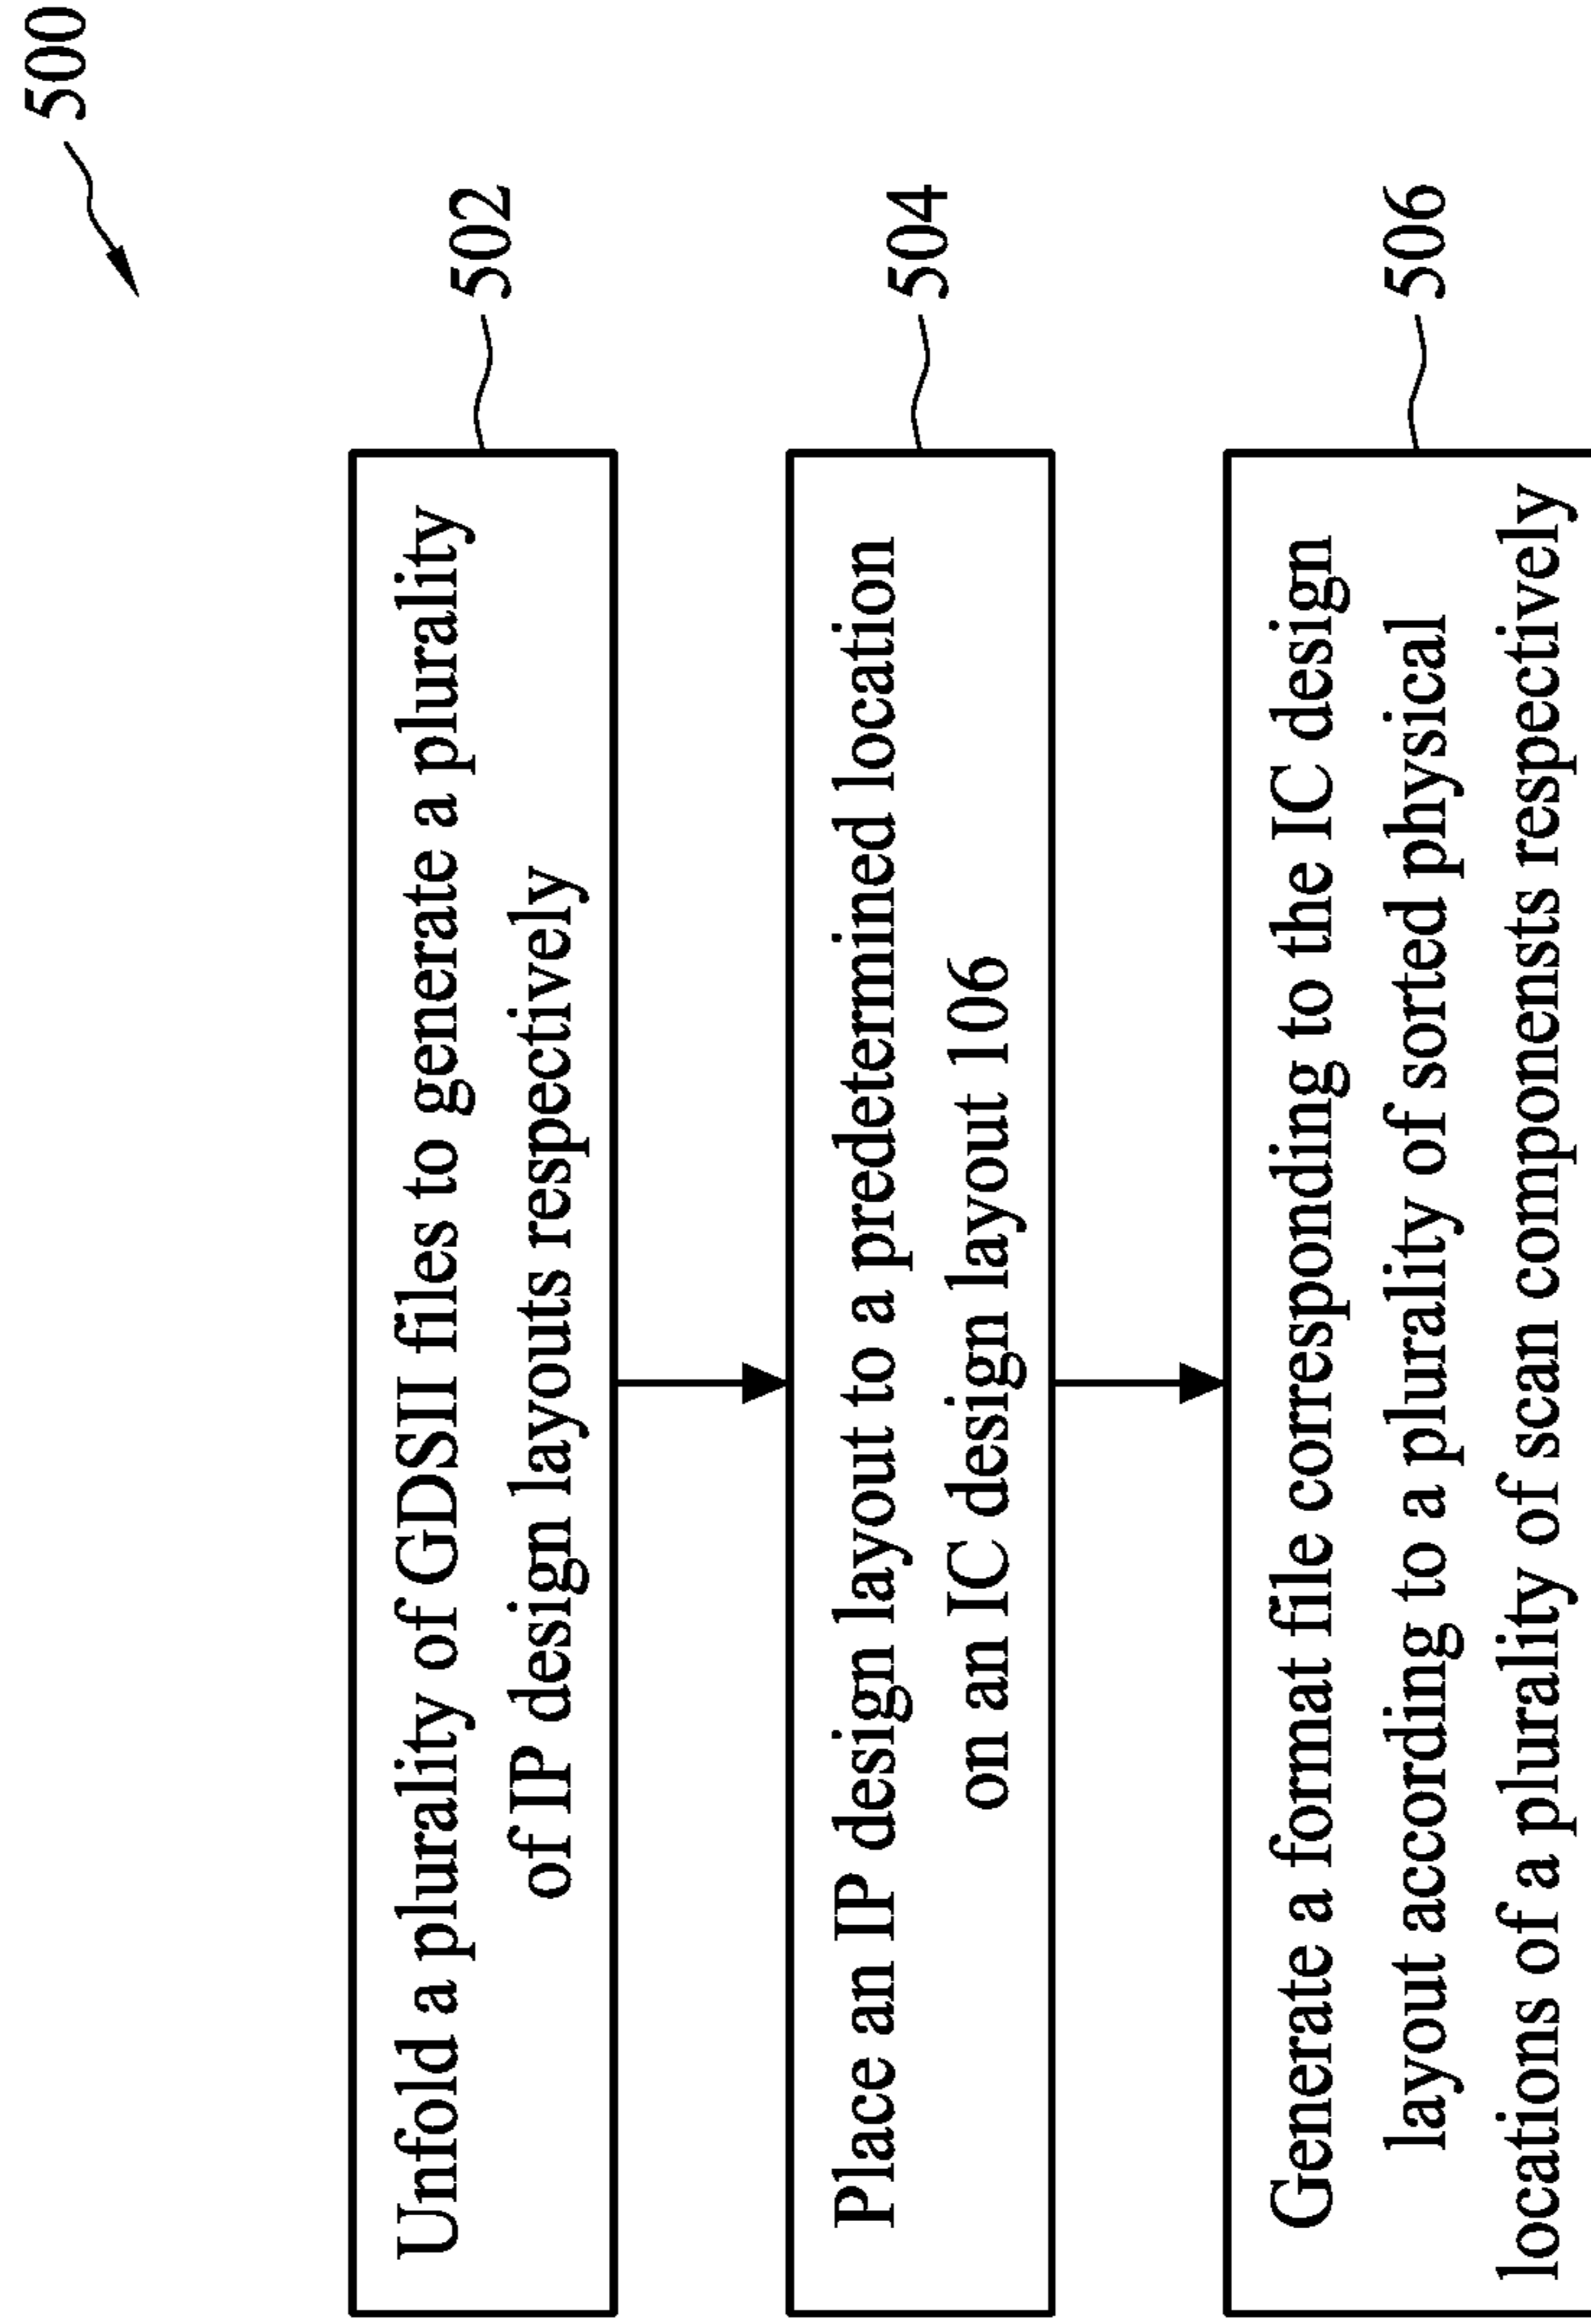 500
Unfold a plurality of GDSII files to generate a plurality
of IP design layouts respectively
502
Place an IP design layout to a predetermined location
on an IC design layout 106
504
Generate a format file corresponding to the IC design
layout according to a plurality of sorted physical
locations of a plurality of scan componensts respectively
506